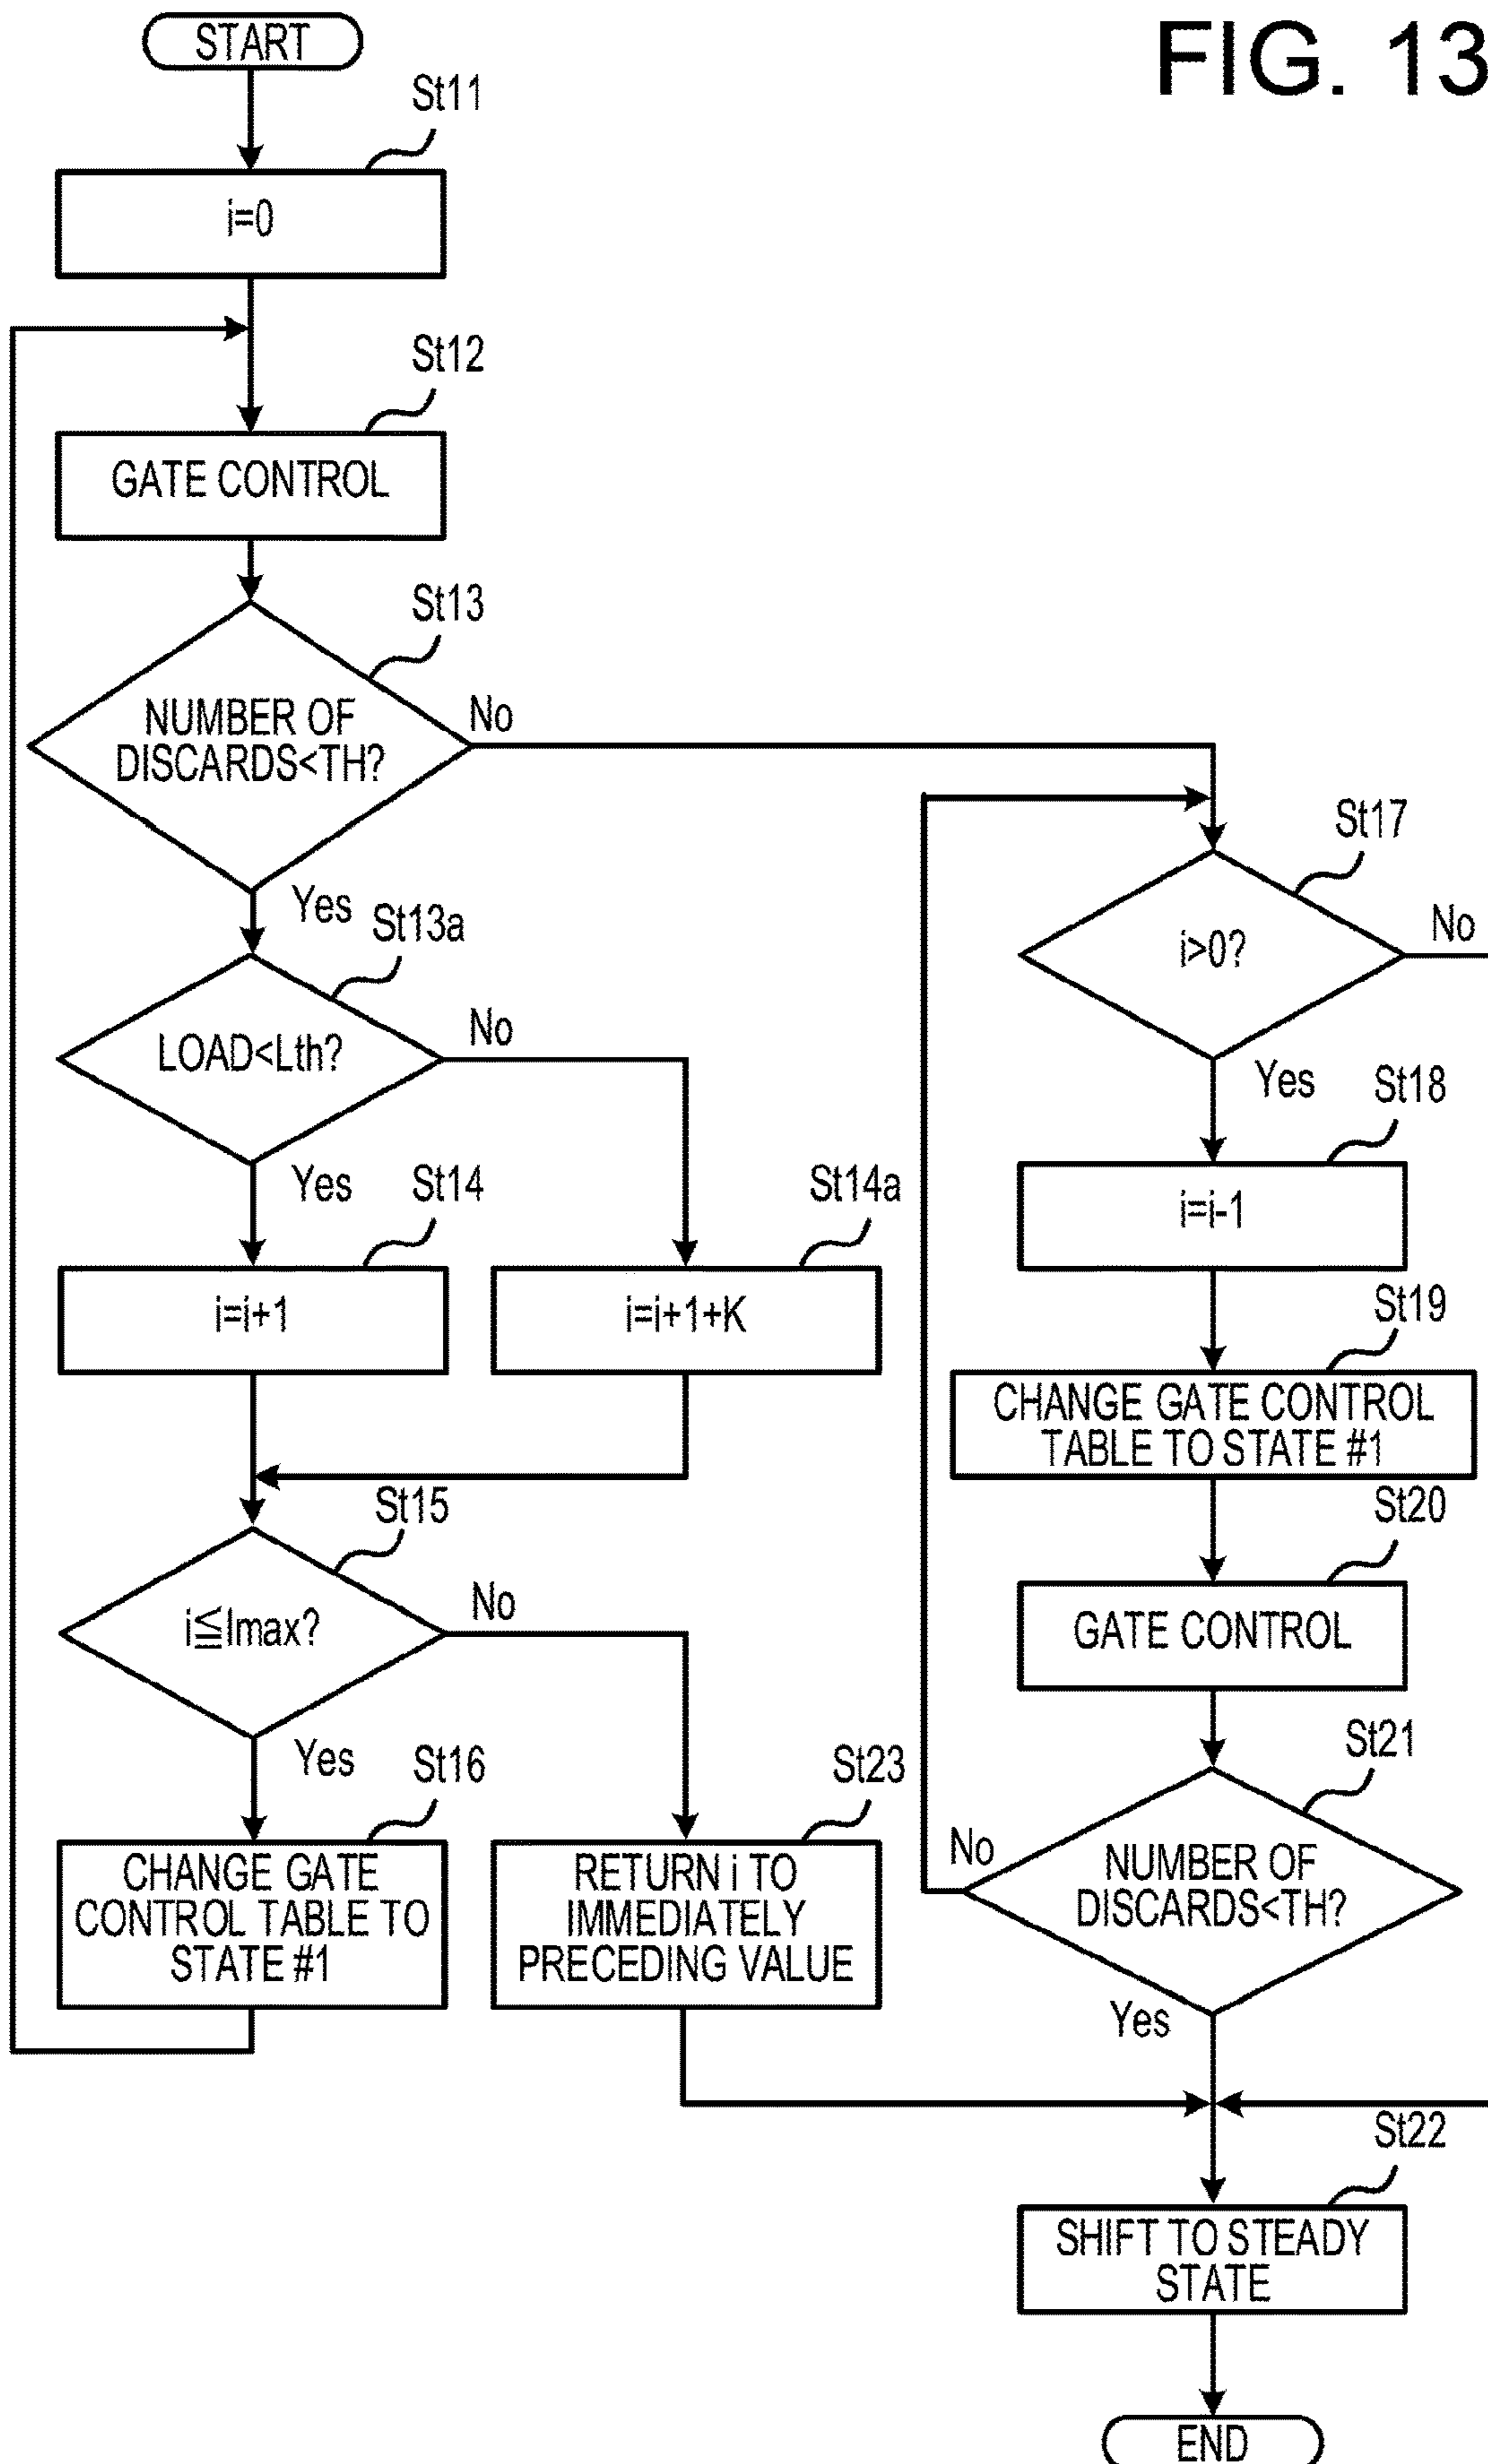 FIG. 13
START
St11
i=0
St12
GATE CONTROL
St13
NUMBER OF
DISCARDS<TH?
No
Yes
St13a
LOAD<Lth?
No
Yes
St14
i=i+1
St14a
i=i+1+K
St15
i≦Imax?
No
Yes
St16
CHANGE GATE
CONTROL TABLE TO
STATE #1
St23
RETURN i TO
IMMEDIATELY
PRECEDING VALUE
St17
i>0?
No
Yes
St18
i=i-1
St19
CHANGE GATE CONTROL
TABLE TO STATE #1
St20
GATE CONTROL
St21
NUMBER OF
DISCARDS<TH?
No
Yes
St22
SHIFT TO STEADY
STATE
END